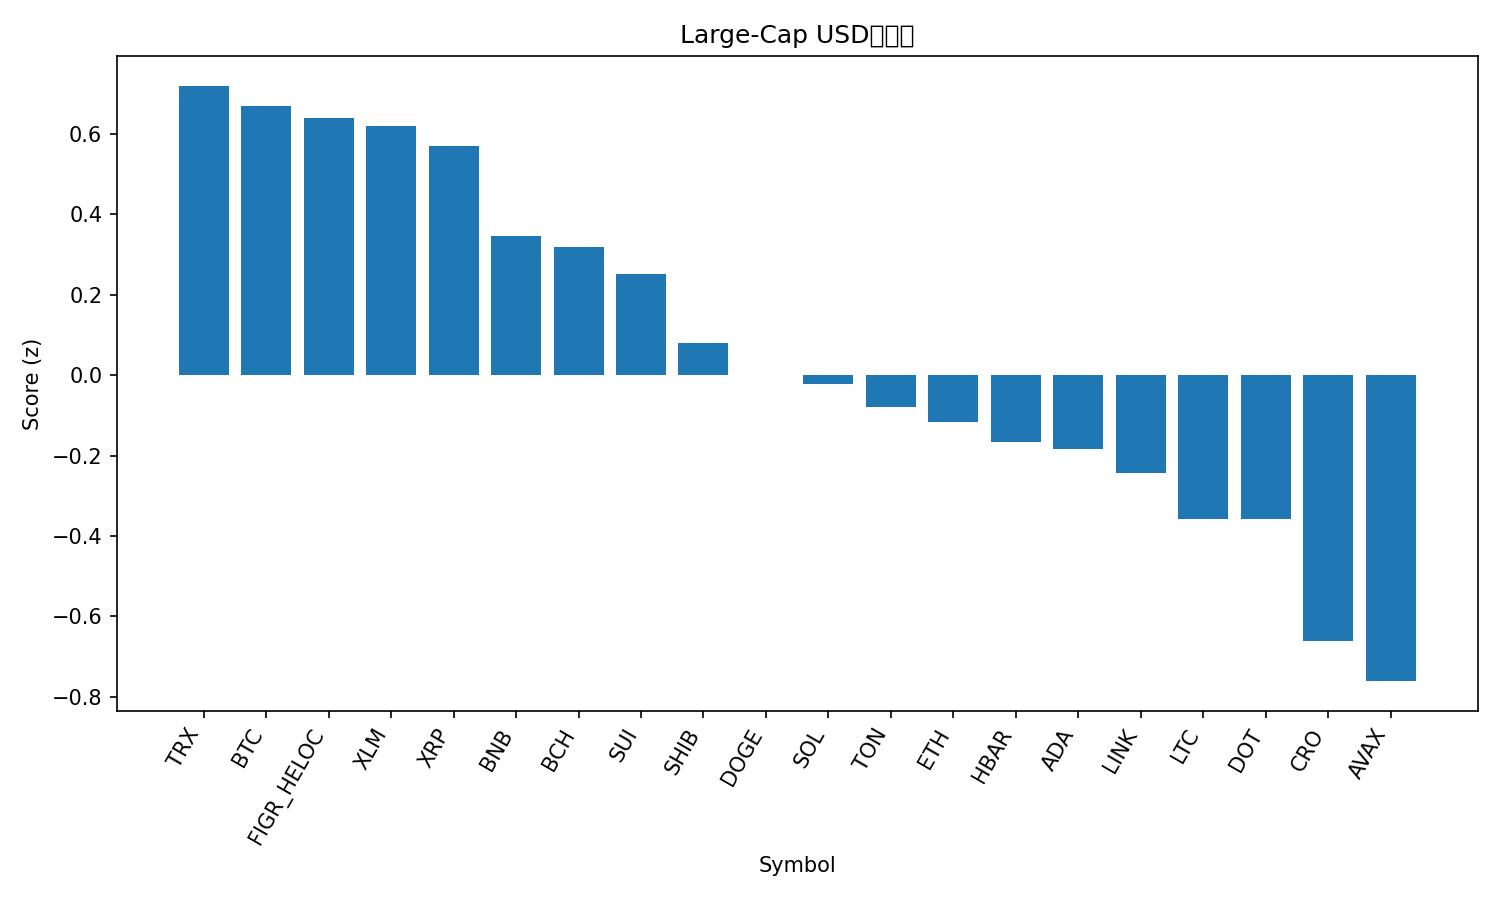 Large-Cap USD
Score (z)
0.6
0.4
0.2
0.0
−0.2
−0.4
−0.6
−0.8
TRX
BTC
FIGR_HELOC
XLM
XRP
BNB
BCH
SUI
SHIB
DOGE
SOL
TON
ETH
HBAR
ADA
LINK
LTC
DOT
CRO
AVAX
Symbol